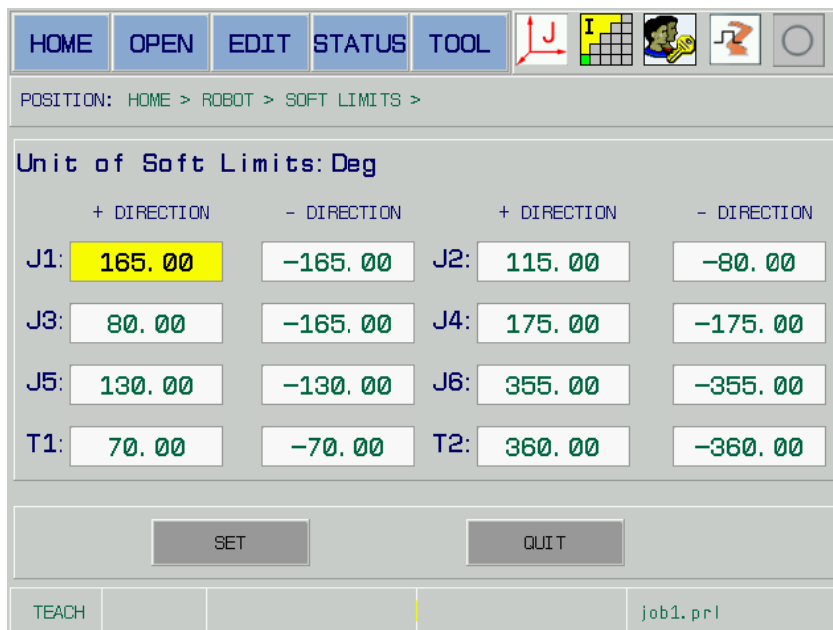 HOME OPEN EDIT STATUS TOOL J I
POSITION: HOME > ROBOT > SOFT LIMITS >
Unit of Soft Limits: Deg
+ DIRECTION - DIRECTION + DIRECTION - DIRECTION
J1: 165.00 -165.00 J2: 115.00 -80.00
J3: 80.00 -165.00 J4: 175.00 -175.00
J5: 130.00 -130.00 J6: 355.00 -355.00
T1: 70.00 -70.00 T2: 360.00 -360.00
SET QUIT
TEACH job1.prl